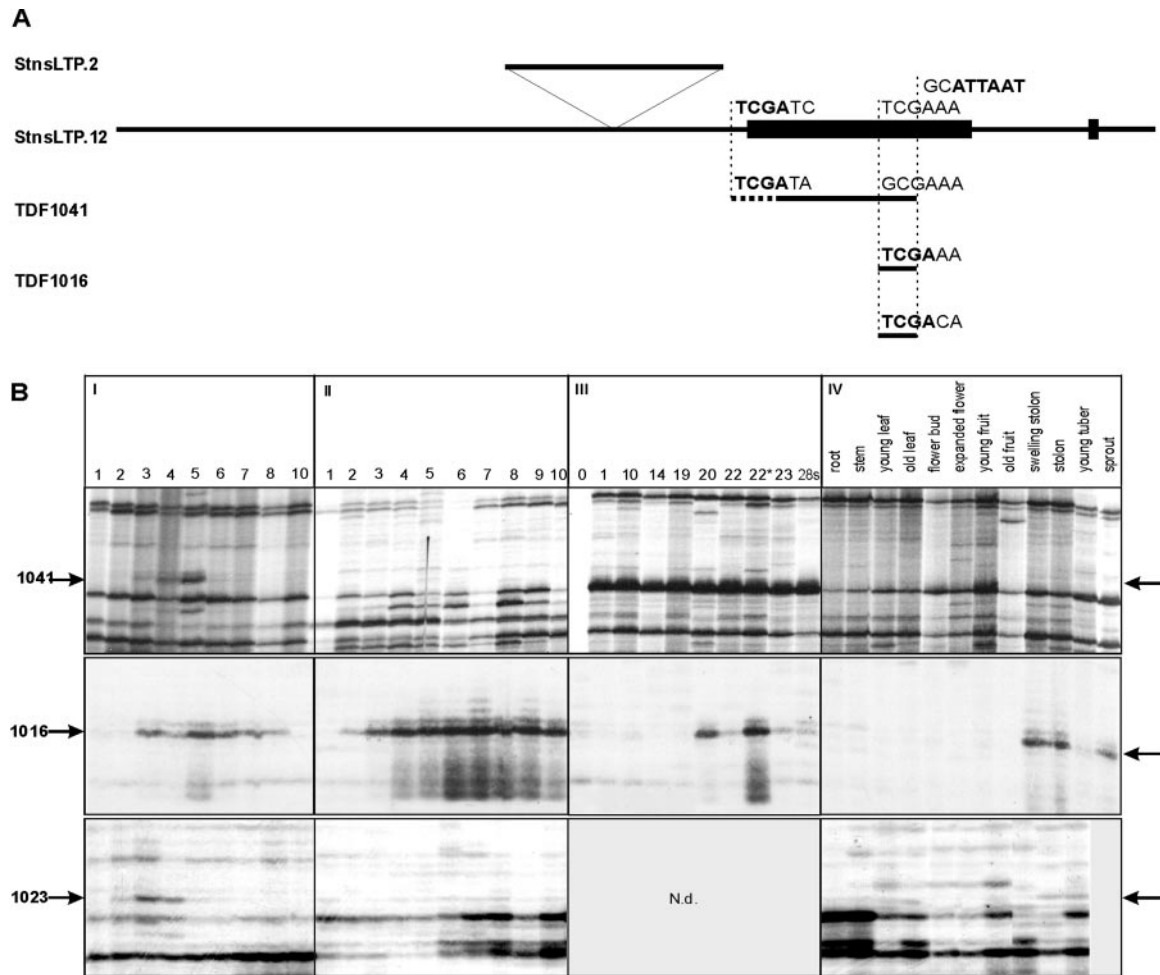 A
StnsLTP.2
GCATTAAT
TCGATC TCGAAA
StnsLTP.12
TCGATA GCGAAA
TDF1041
TCGAAA
TDF1016
TCGACA
B
I II III IV
root stem young leaf old leaf flower bud expanded flower young fruit old fruit swelling stolon stolon young tuber sprout
1 2 3 4 5 6 7 8 10 1 2 3 4 5 6 7 8 9 10 0 1 10 14 19 20 22 22* 23 28s
1041
1016
1023
N.d.